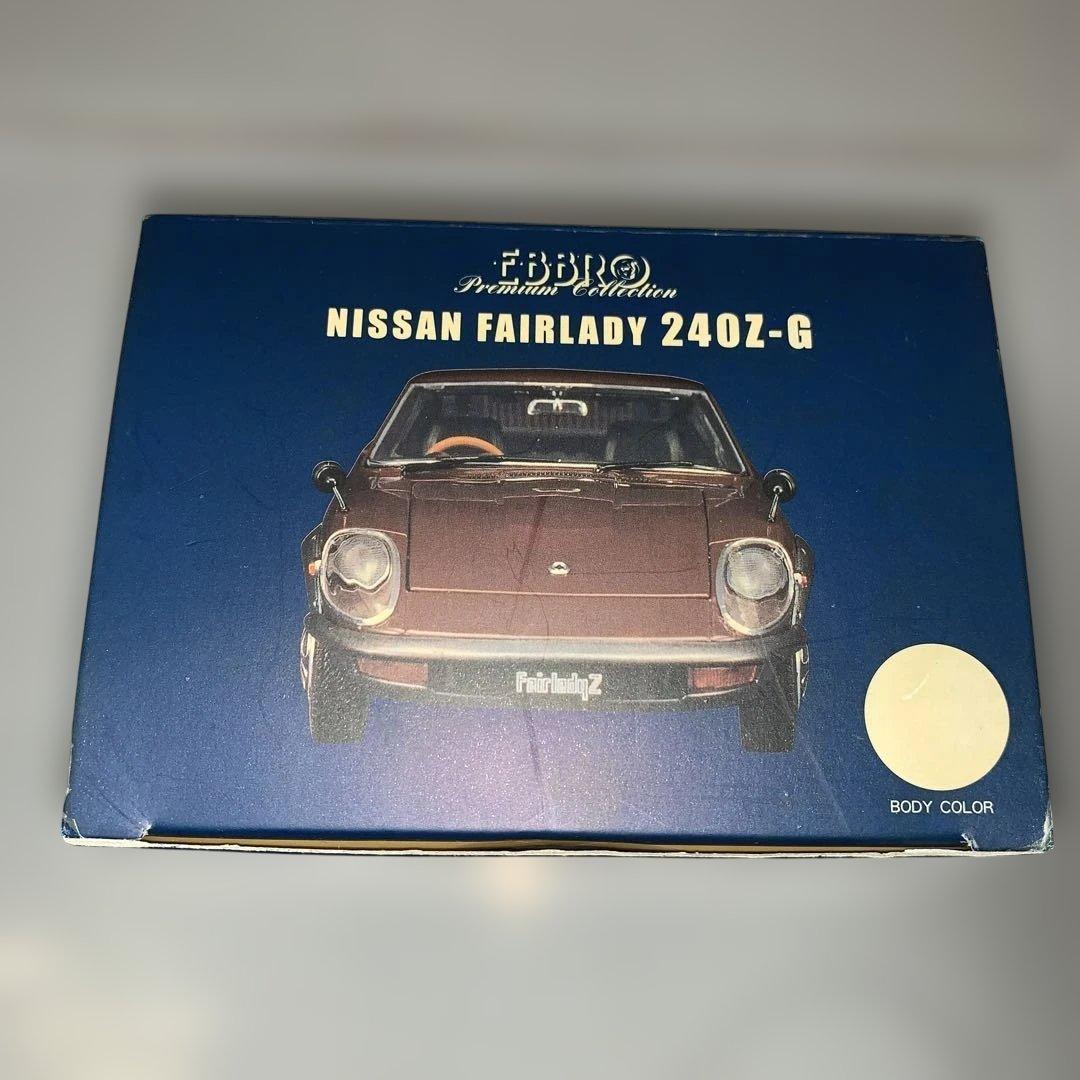 EBBRO
Premium Collection
NISSAN FAIRLADY 240Z-G
FairladyZ
BODY COLOR